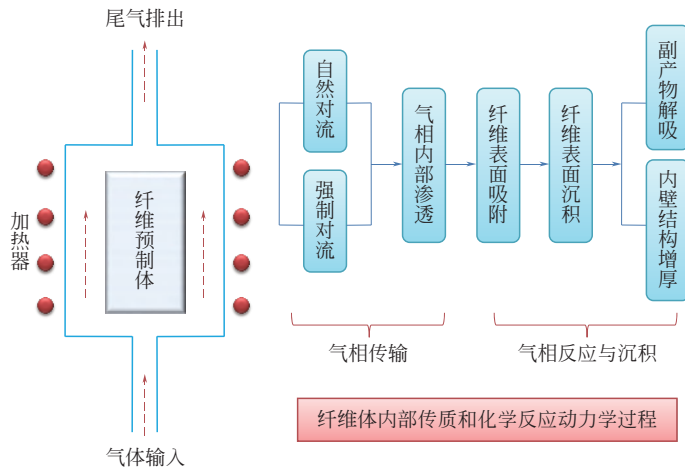 尾气排出
加热器
纤维预制体
气体输入
自然对流
强制对流
气相内部渗透
纤维表面吸附
纤维表面沉积
副产物解吸
内壁结构增厚
气相传输
气相反应与沉积
纤维体内部传质和化学反应动力学过程